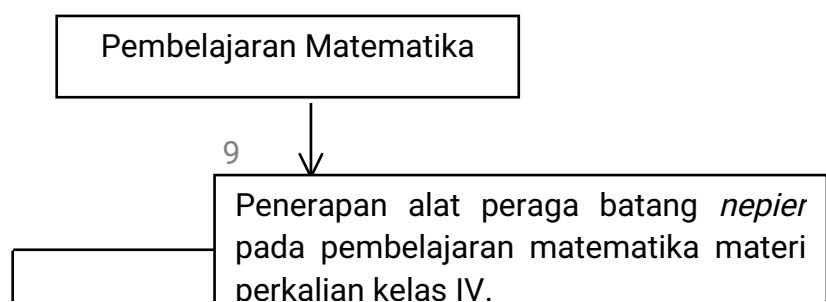 Pembelajaran Matematika
9
Penerapan alat peraga batang nepier
pada pembelajaran matematika materi
perkalian kelas IV.